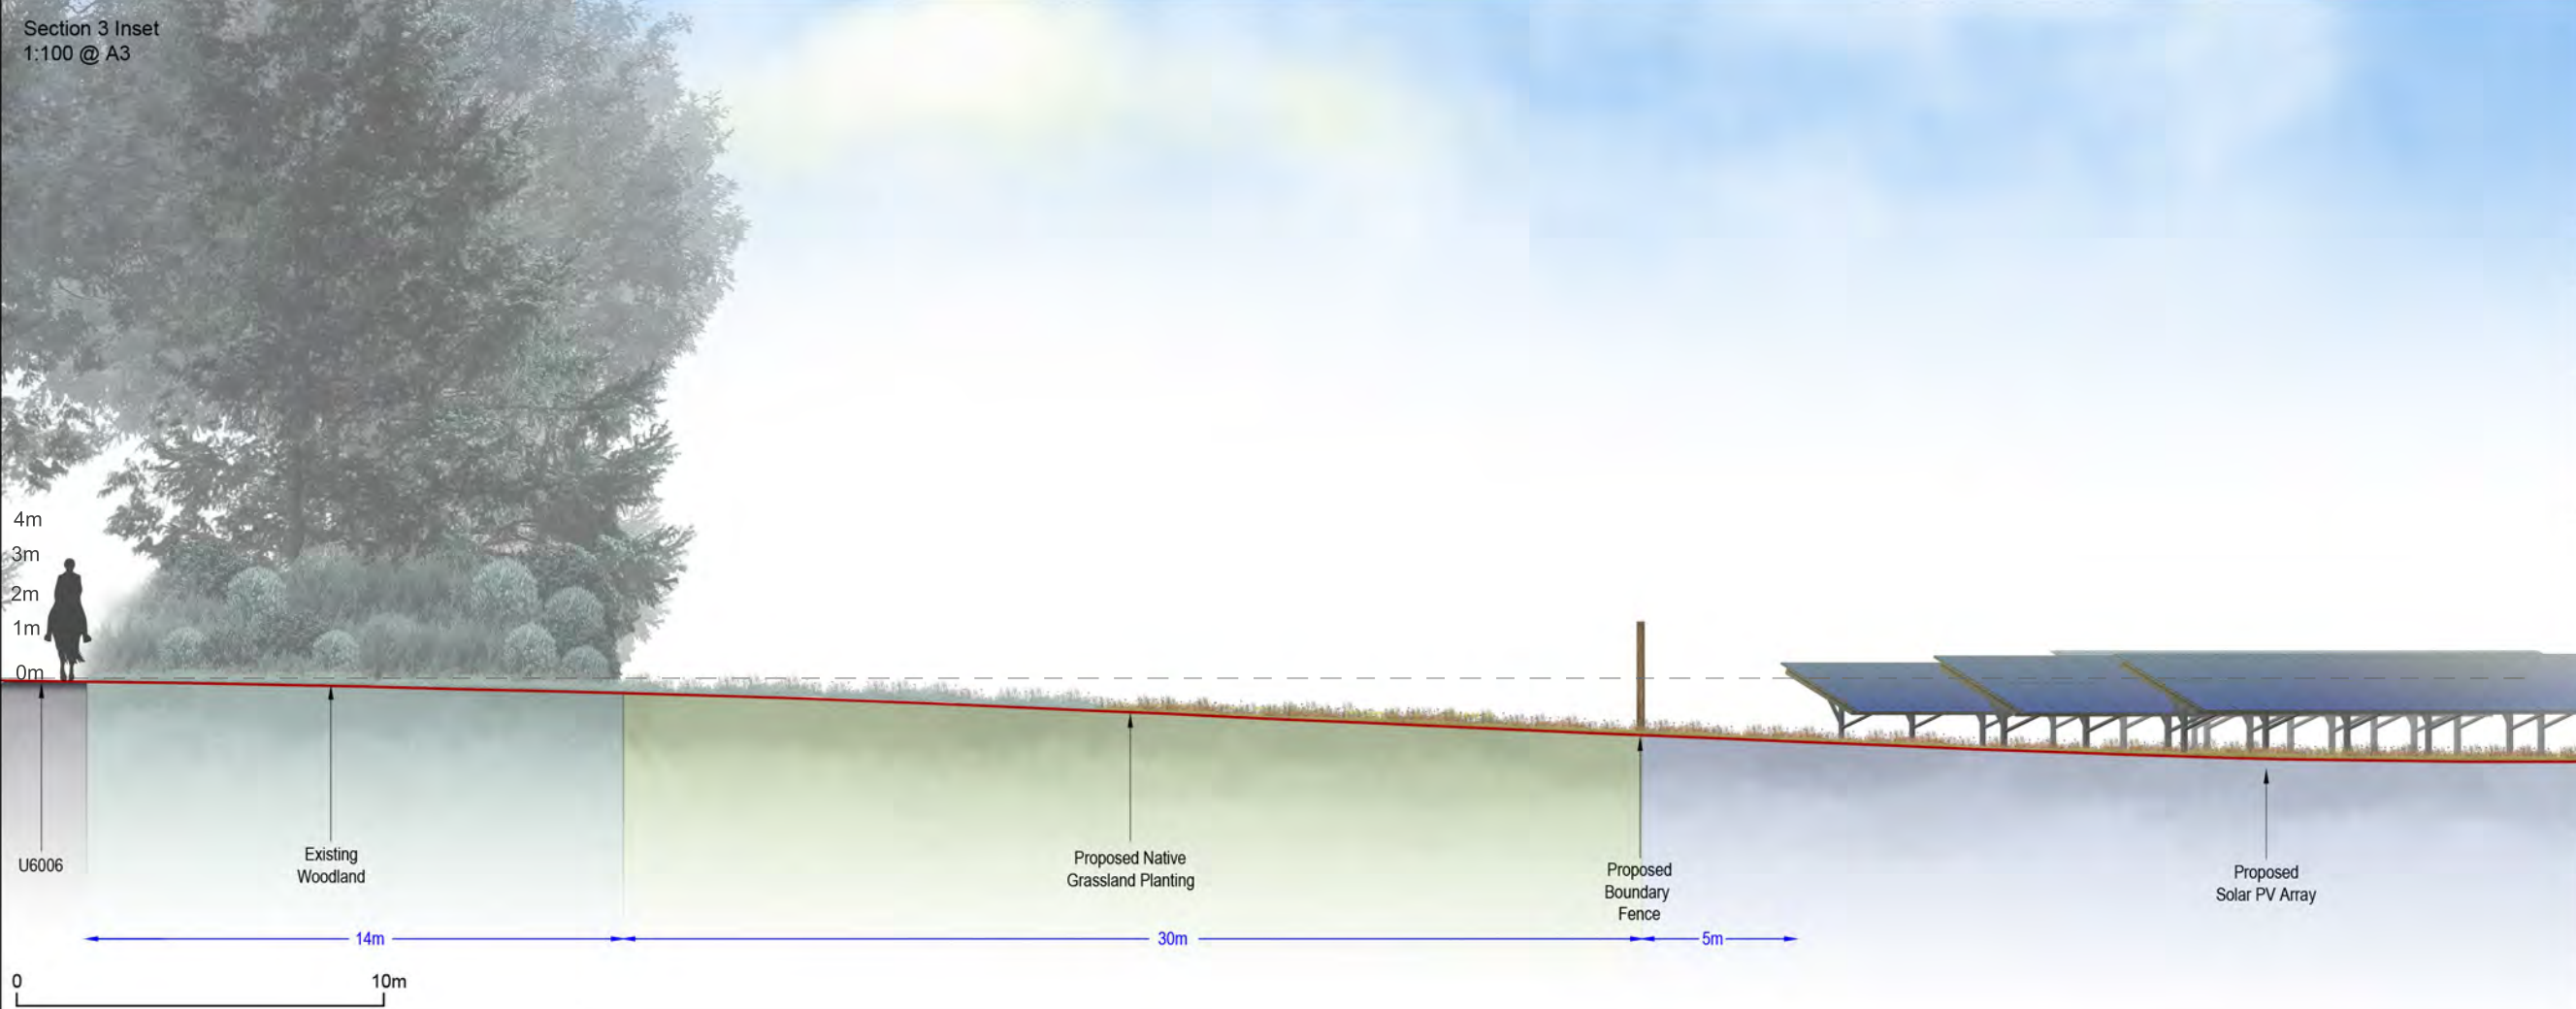 Section 3 Inset
1:100 @ A3
4m
3m
2m
1m
0m
U6006
Existing
Woodland
Proposed Native
Grassland Planting
Proposed
Boundary
Fence
Proposed
Solar PV Array
14m
30m
5m
0
10m